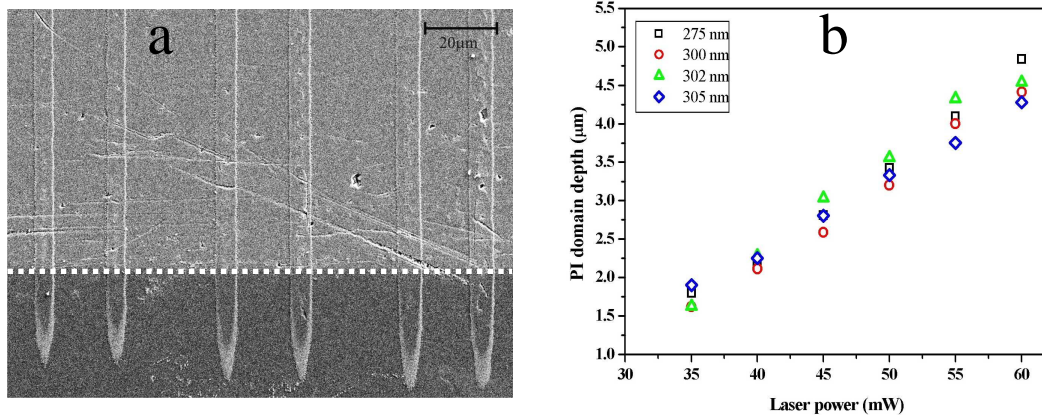 a
20μm
b
275 nm
300 nm
302 nm
305 nm
PI domain depth (μm)
5.5
5.0
4.5
4.0
3.5
3.0
2.5
2.0
1.5
1.0
30 35 40 45 50 55 60
Laser power (mW)